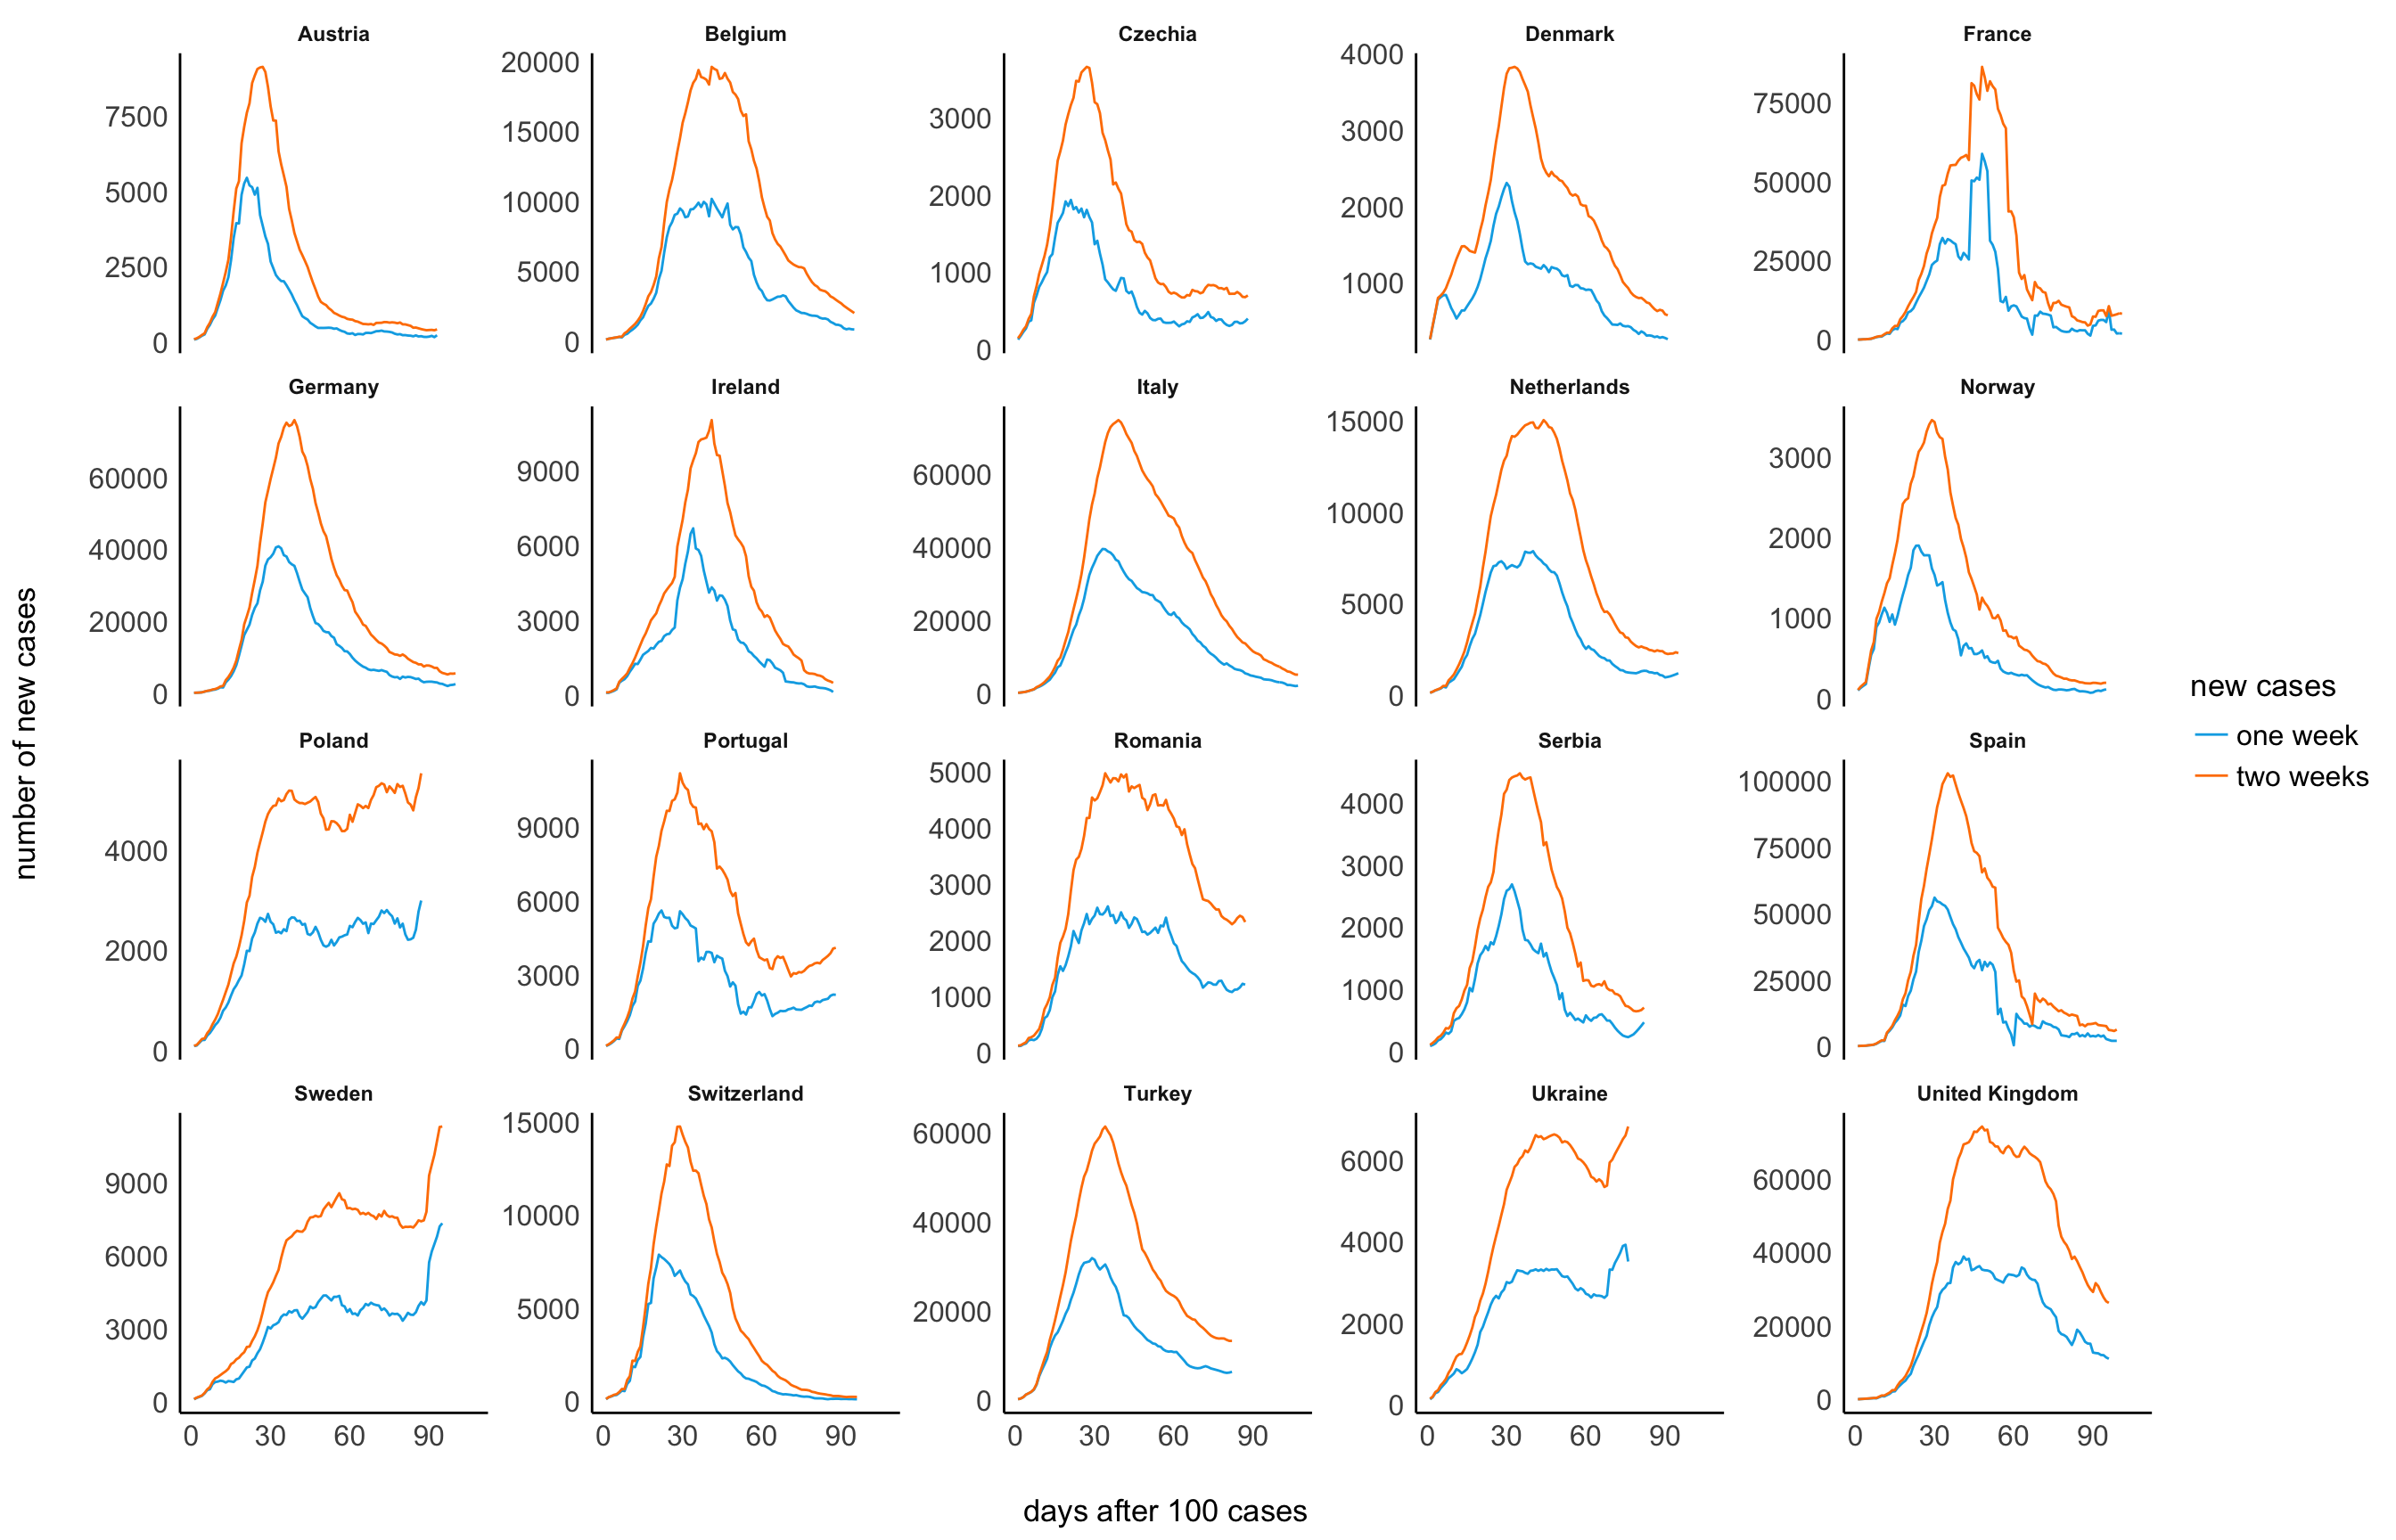 Austria Belgium Czechia Denmark France
7500 5000 2500 0
20000 15000 10000 5000 0
3000 2000 1000 0
4000 3000 2000 1000
75000 50000 25000 0
Germany Ireland Italy Netherlands Norway
60000 40000 20000 0
9000 6000 3000 0
60000 40000 20000 0
15000 10000 5000 0
3000 2000 1000 0
number of new cases
new cases
one week
two weeks
Poland Portugal Romania Serbia Spain
4000 2000 0
9000 6000 3000 0
5000 4000 3000 2000 1000 0
4000 3000 2000 1000 0
100000 75000 50000 25000 0
Sweden Switzerland Turkey Ukraine United Kingdom
9000 6000 3000 0
15000 10000 5000 0
60000 40000 20000 0
6000 4000 2000 0
60000 40000 20000 0
0 30 60 90 0 30 60 90 0 30 60 90 0 30 60 90 0 30 60 90
days after 100 cases